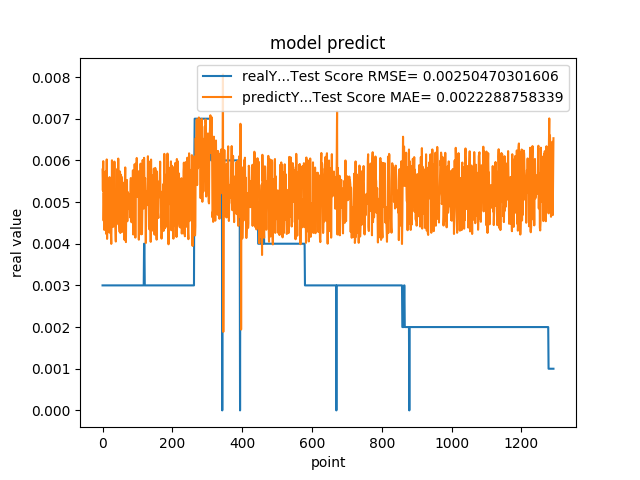 model predict
realY...Test Score RMSE= 0.00250470301606
predictY...Test Score MAE= 0.0022288758339
0.008
0.007
0.006
0.005
0.004
0.003
0.002
0.001
0.000
real value
0 200 400 600 800 1000 1200
point